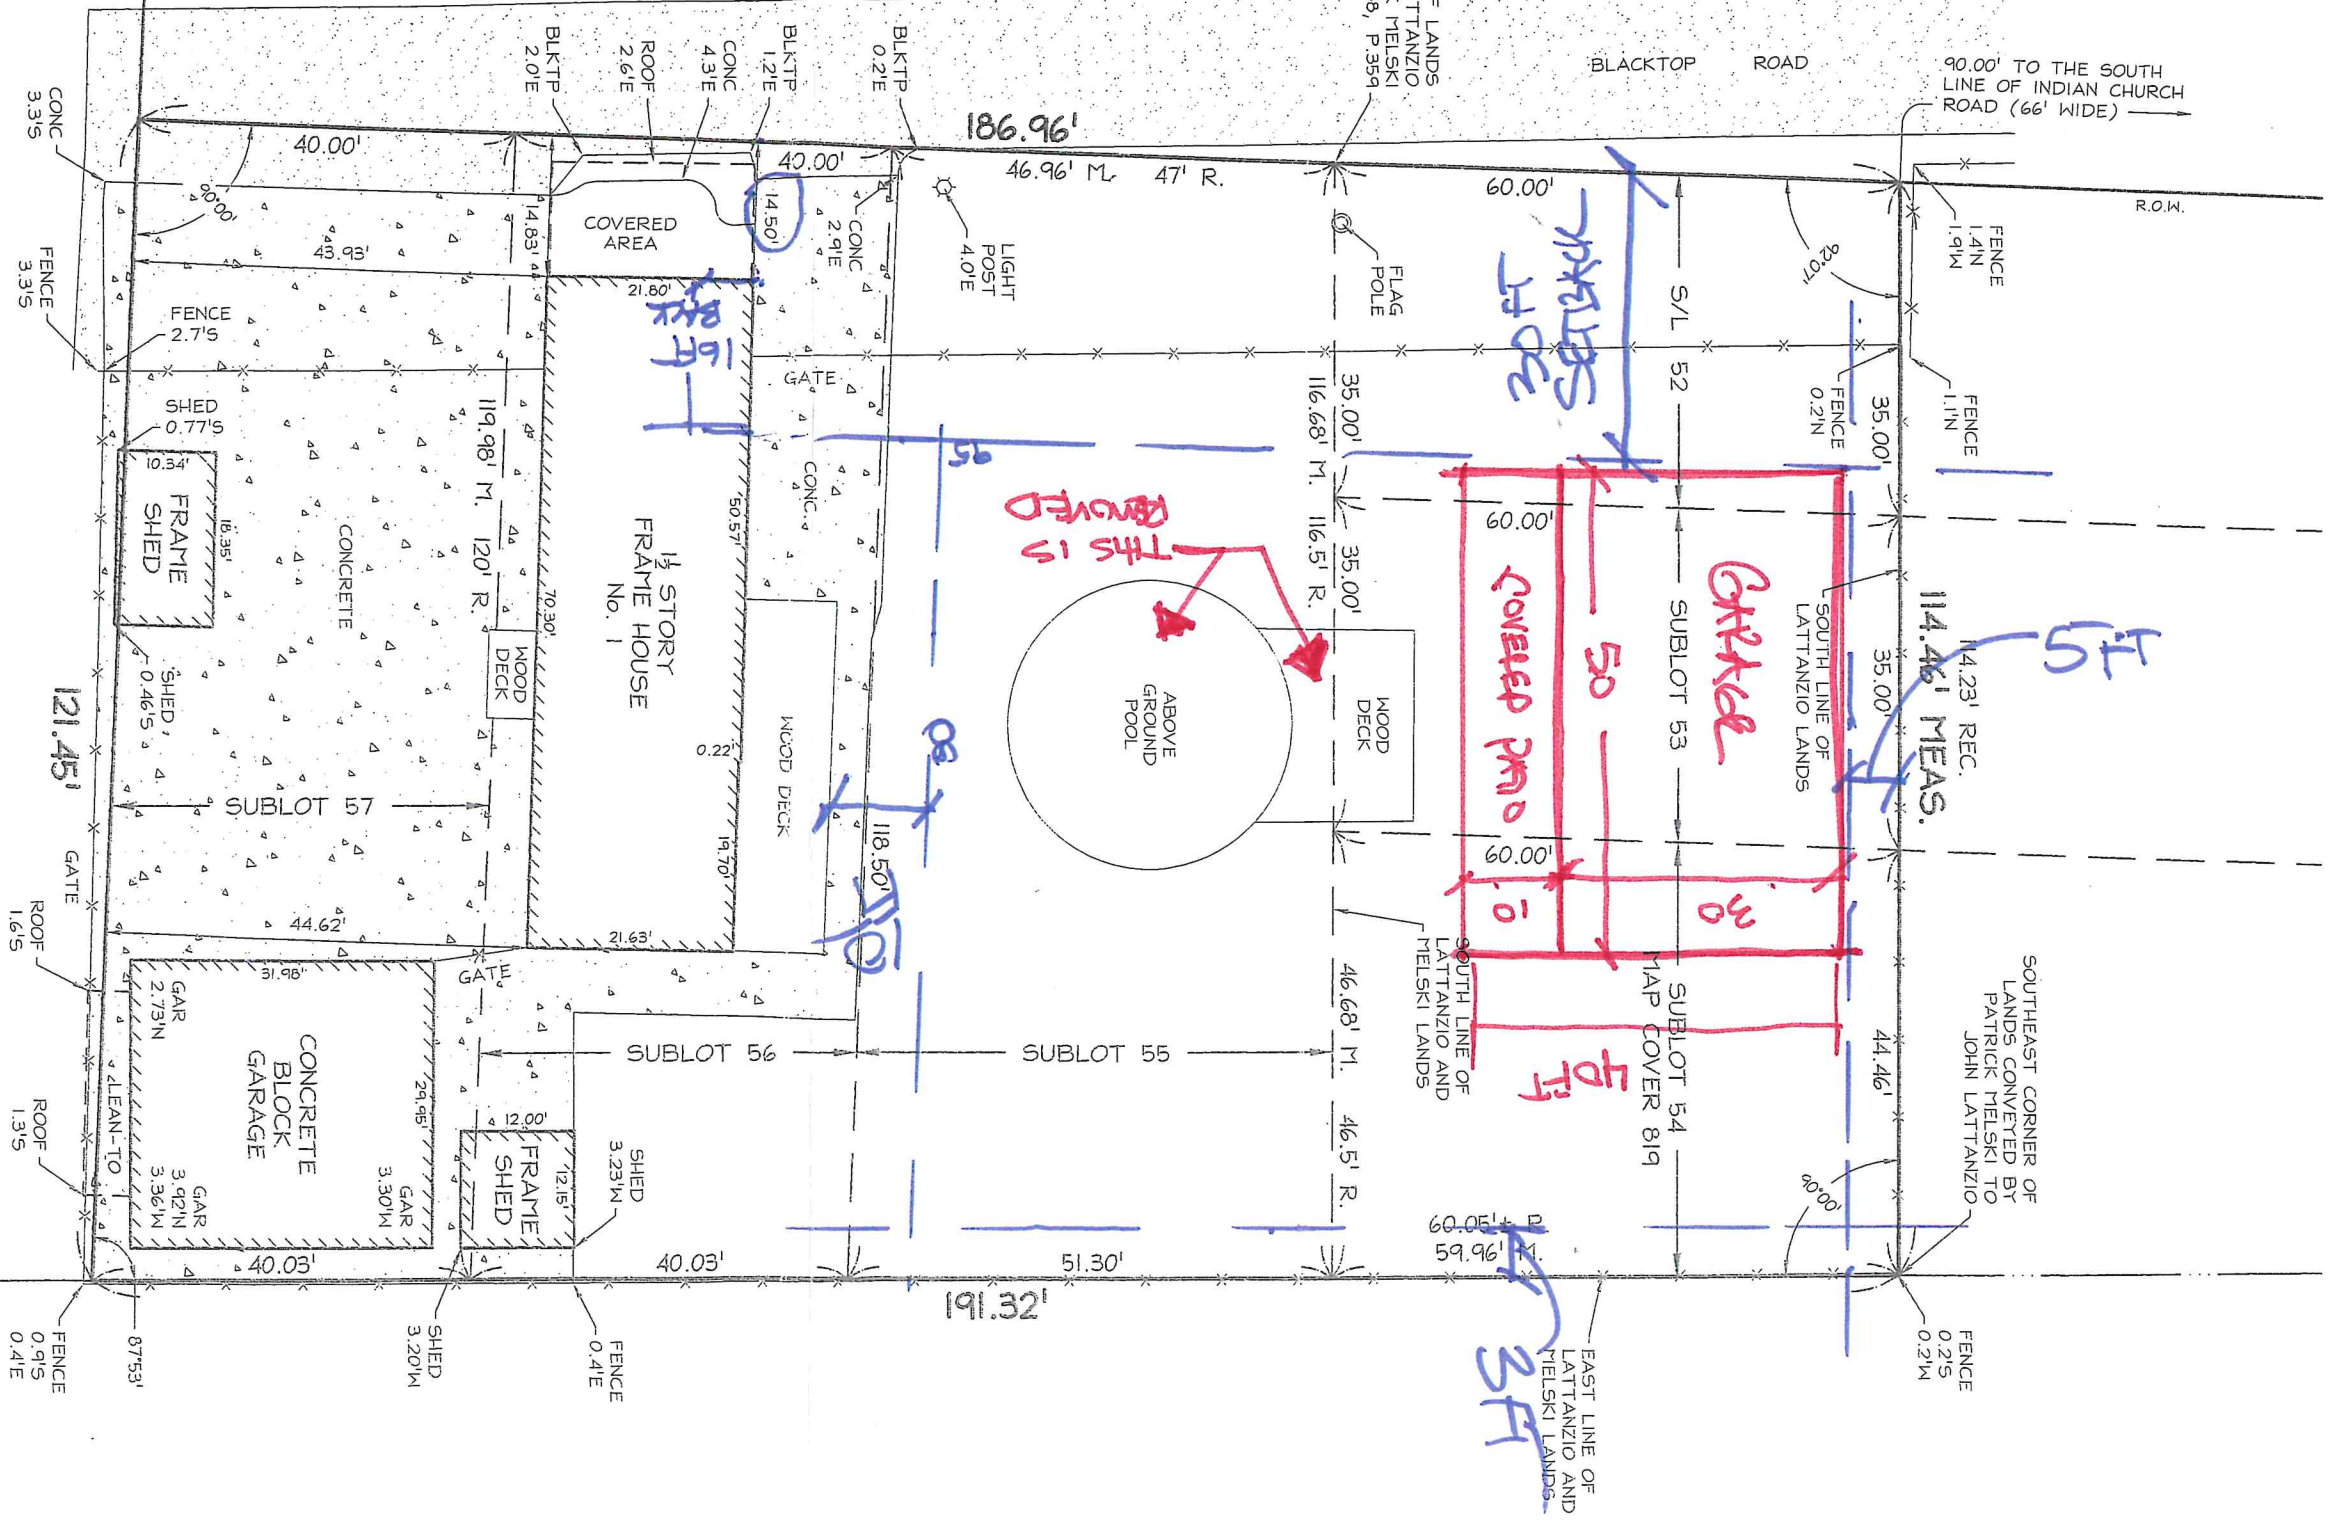 F LANDS
TTANZIO
K MELSKI
8, P.359
BLACKTOP ROAD
90.00' TO THE SOUTH
LINE OF INDIAN CHURCH
ROAD (66' WIDE)
R.O.W.
BLKTP
2.0'E
ROOF
2.6'E
CONC
4.3'E
BLKTP
1.2'E
BLKTP
0.2'E
186.96'
40.00'
40.00'
46.96' M. 47' R.
60.00'
CONC
3.3'S
90°00'
14.83'
COVERED
AREA
14.50'
CONC
2.9'E
LIGHT
POST
4.0'E
FLAG
POLE
30 FT
SETBACK
S/L 52
92°07'
FENCE
1.4'N
1.9'W
43.93'
21.80'
16FT
BACK
FENCE
3.3'S
FENCE
2.7'S
GATE
35.00'
116.68' M. 116.5' R.
FENCE
0.2'N
35.00'
FENCE
1.1'N
SHED
0.77'S
10.34'
FRAME
SHED
18.35'
CONCRETE
119.98' M. 120' R.
CONC.
95
THIS IS
REMOVED
60.00'
50.57'
1½ STORY
FRAME HOUSE
No. 1
70.30'
WOOD
DECK
WOOD DECK
0.22'
19.70'
ABOVE
GROUND
POOL
WOOD
DECK
35.00'
COVERED PATIO
50
GARAGE
SUBLOT 53
SOUTH LINE OF
LATTANZIO LANDS
35.00'
114.23' REC.
114.46' MEAS.
5 FT
SHED
0.46'S
121.45'
SUBLOT 57
80
118.50'
60.00'
10
30
GATE
ROOF
1.6'S
44.62'
21.63'
GATE
31.98'
GAR
2.73'N
CONCRETE
BLOCK
GARAGE
29.95'
LEAN-TO
GAR
3.92'N
3.36'W
GAR
3.30'W
ROOF
1.3'S
SUBLOT 56
SUBLOT 55
12.00'
FRAME
SHED
12.15'
SHED
3.23'W
SOUTH LINE OF
LATTANZIO AND
MELSKI LANDS
46.68' M. 46.5' R.
40
FT
SUBLOT 54
MAP COVER 819
44.46'
SOUTHEAST CORNER OF
LANDS CONVEYED BY
PATRICK MELSKI TO
JOHN LATTANZIO
90°00'
60.05'± R.
59.96' M.
40.03'
40.03'
51.30'
191.32'
FENCE
0.9'S
0.4'E
87°53'
SHED
3.20'W
FENCE
0.4'E
3 FT
EAST LINE OF
LATTANZIO AND
MELSKI LANDS
FENCE
0.2'S
0.2'W